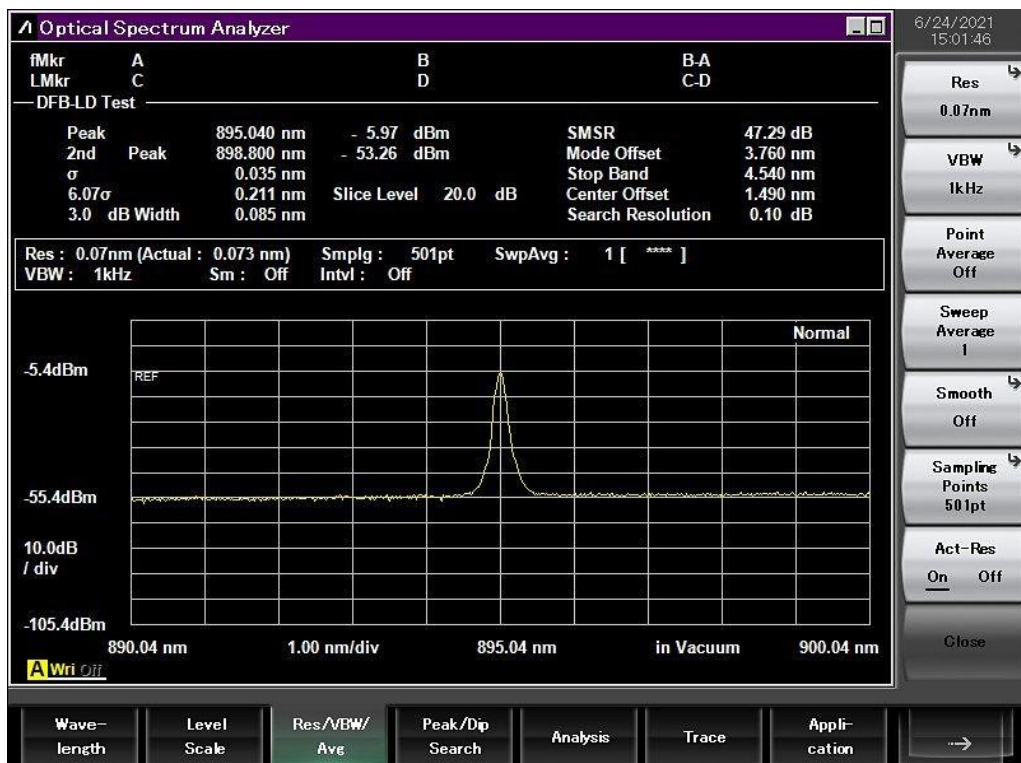 Optical Spectrum Analyzer
6/24/2021
15:01:46
fMkr A B B-A
LMkr C D C-D
DFB-LD Test
Peak 895.040 nm - 5.97 dBm SMSR 47.29 dB
2nd Peak 898.800 nm - 53.26 dBm Mode Offset 3.760 nm
σ 0.035 nm Stop Band 4.540 nm
6.07σ 0.211 nm Slice Level 20.0 dB Center Offset 1.490 nm
3.0 dB Width 0.085 nm Search Resolution 0.10 dB
Res : 0.07nm (Actual : 0.073 nm) Smplg : 501pt SwpAvg : 1 [ **** ]
VBW : 1kHz Sm : Off Intvl : Off
Normal
-5.4dBm
REF
-55.4dBm
10.0dB
/ div
-105.4dBm
890.04 nm 1.00 nm/div 895.04 nm in Vacuum 900.04 nm
A Wri Off
Res
0.07nm
VBW
1kHz
Point
Average
Off
Sweep
Average
1
Smooth
Off
Sampling
Points
501pt
Act-Res
On Off
Close
Wave-
length
Level
Scale
Res/VBW/
Avg
Peak/Dip
Search
Analysis
Trace
Appli-
cation